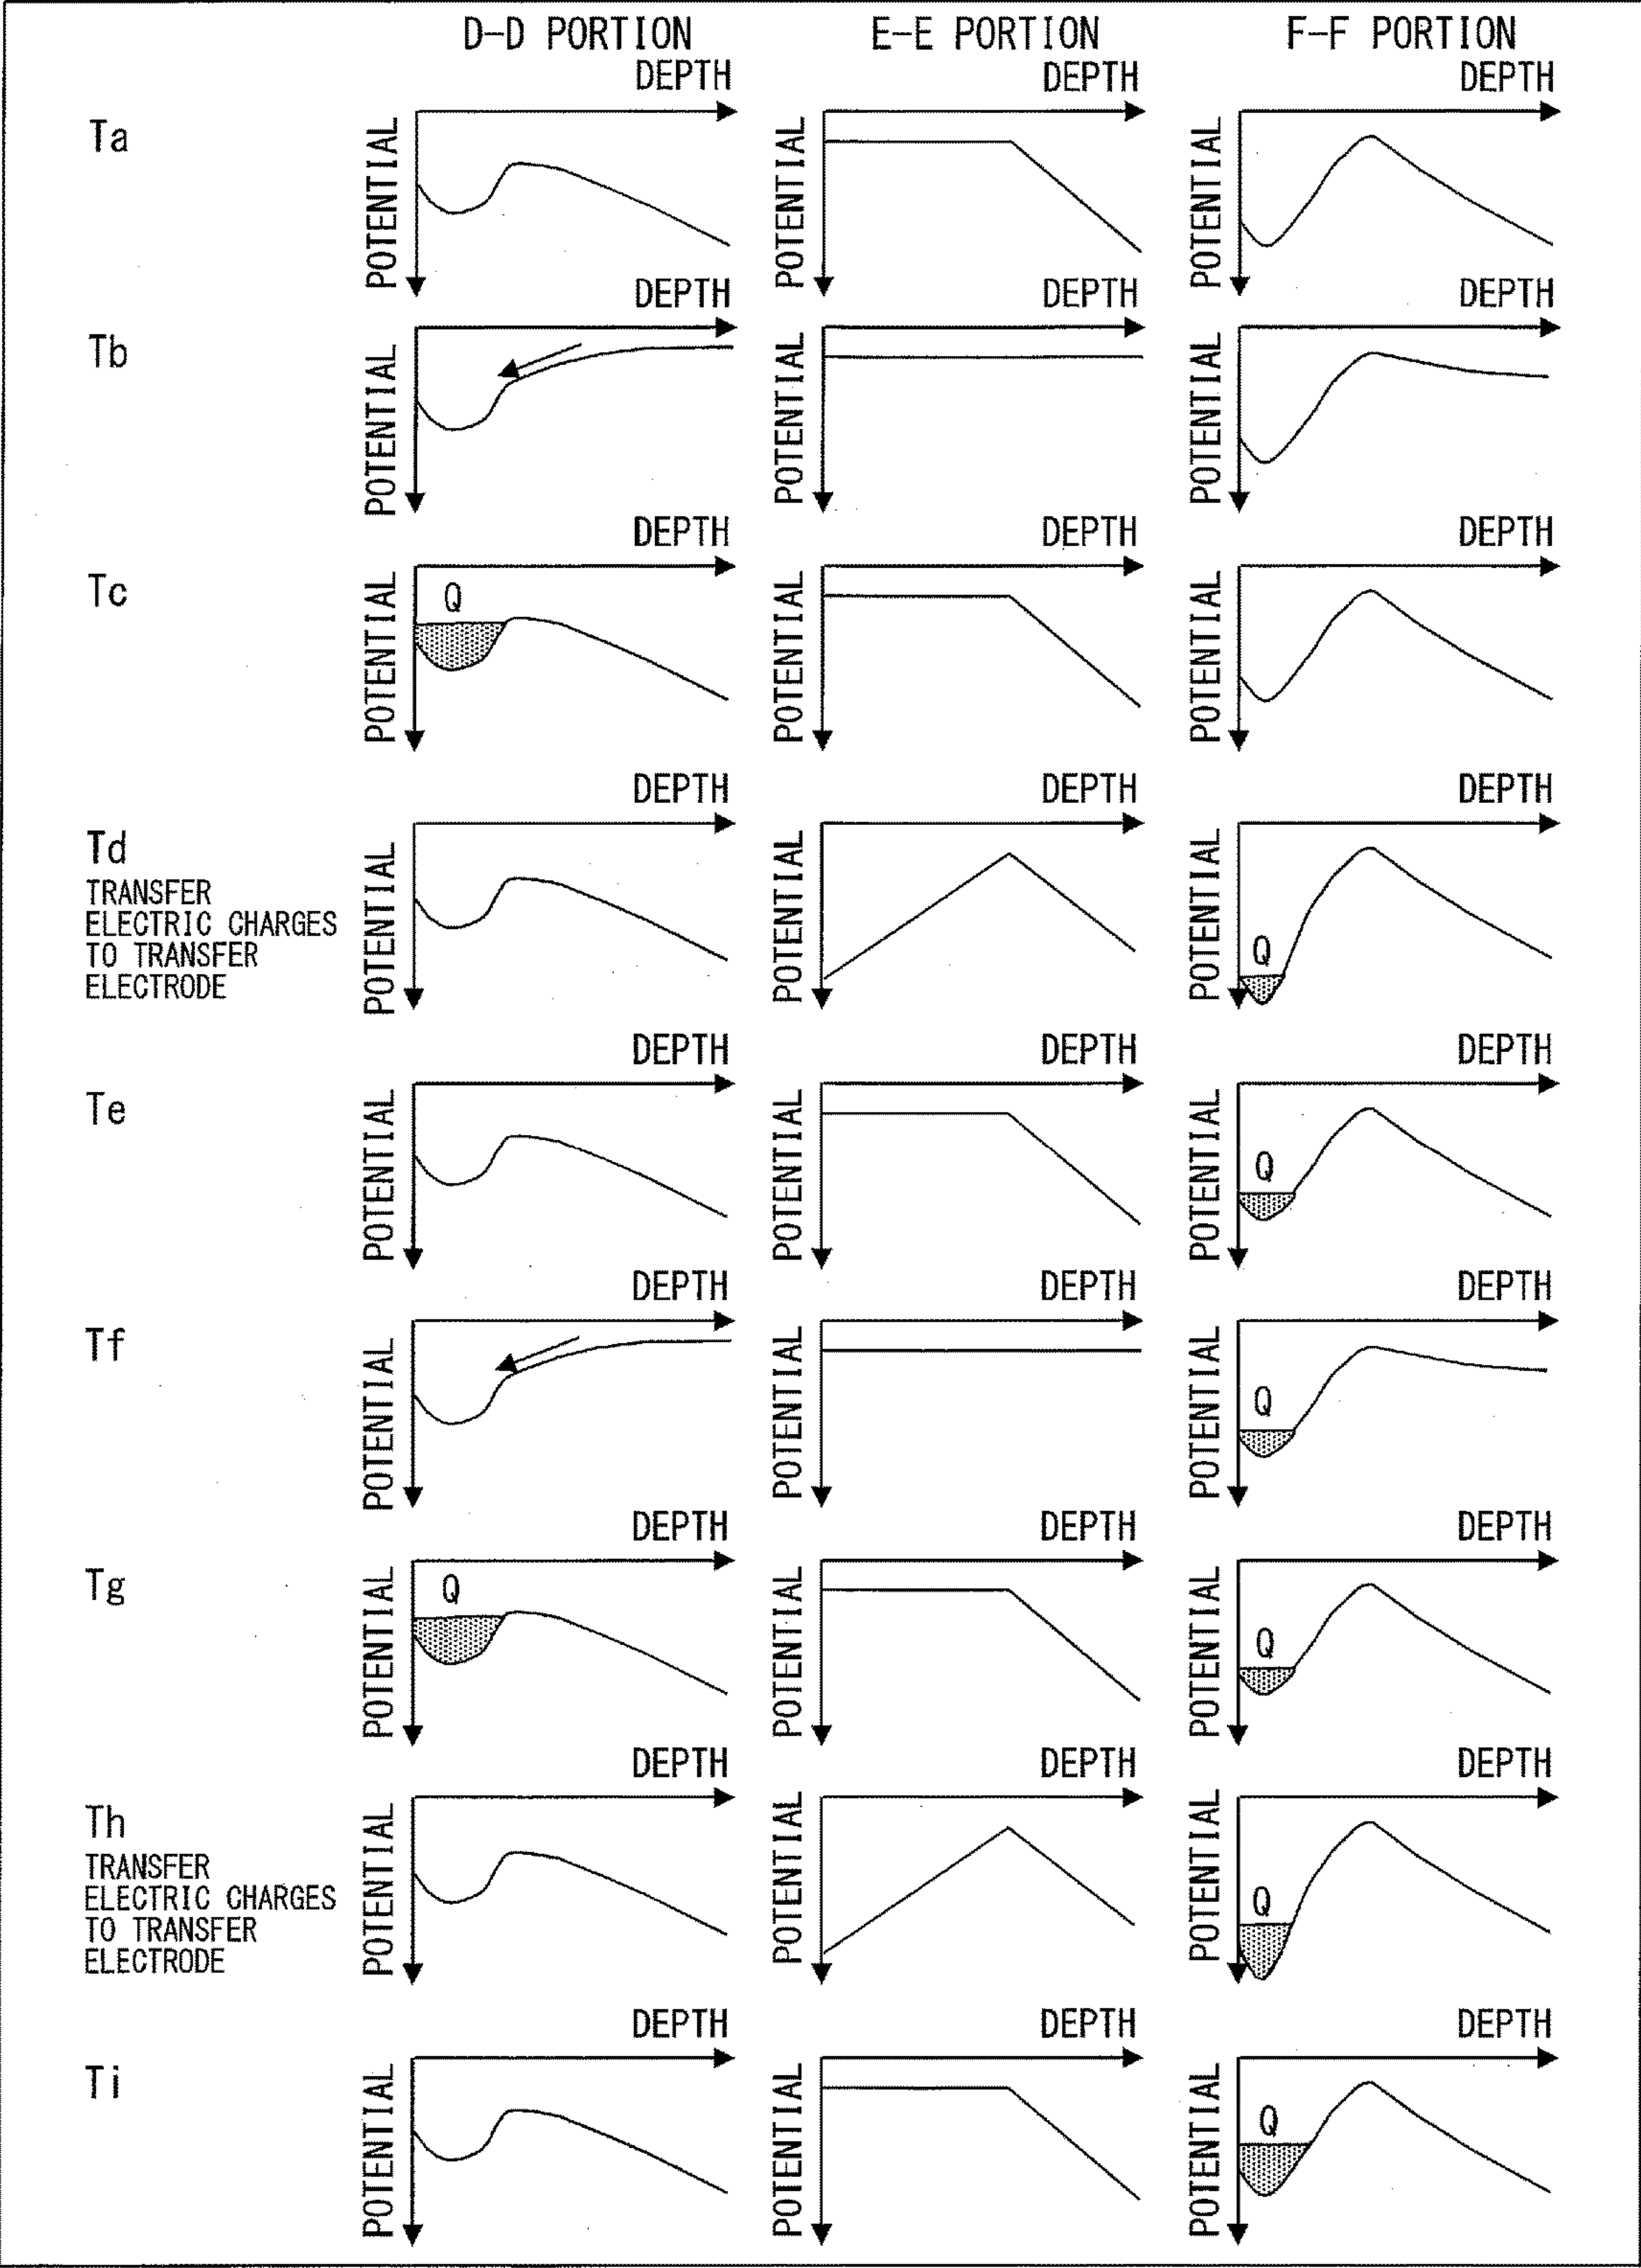 D-D PORTION E-E PORTION F-F PORTION
DEPTH DEPTH DEPTH
Ta POTENTIAL POTENTIAL POTENTIAL
DEPTH DEPTH DEPTH
Tb POTENTIAL POTENTIAL POTENTIAL
DEPTH DEPTH DEPTH
Tc POTENTIAL Q POTENTIAL POTENTIAL
DEPTH DEPTH DEPTH
Td POTENTIAL POTENTIAL POTENTIAL
TRANSFER
ELECTRIC CHARGES
TO TRANSFER Q
ELECTRODE
DEPTH DEPTH DEPTH
Te POTENTIAL POTENTIAL POTENTIAL Q
DEPTH DEPTH DEPTH
Tf POTENTIAL POTENTIAL POTENTIAL Q
DEPTH DEPTH DEPTH
Tg POTENTIAL Q POTENTIAL POTENTIAL Q
DEPTH DEPTH DEPTH
Th POTENTIAL POTENTIAL POTENTIAL
TRANSFER
ELECTRIC CHARGES Q
TO TRANSFER
ELECTRODE
DEPTH DEPTH DEPTH
Ti POTENTIAL POTENTIAL POTENTIAL Q